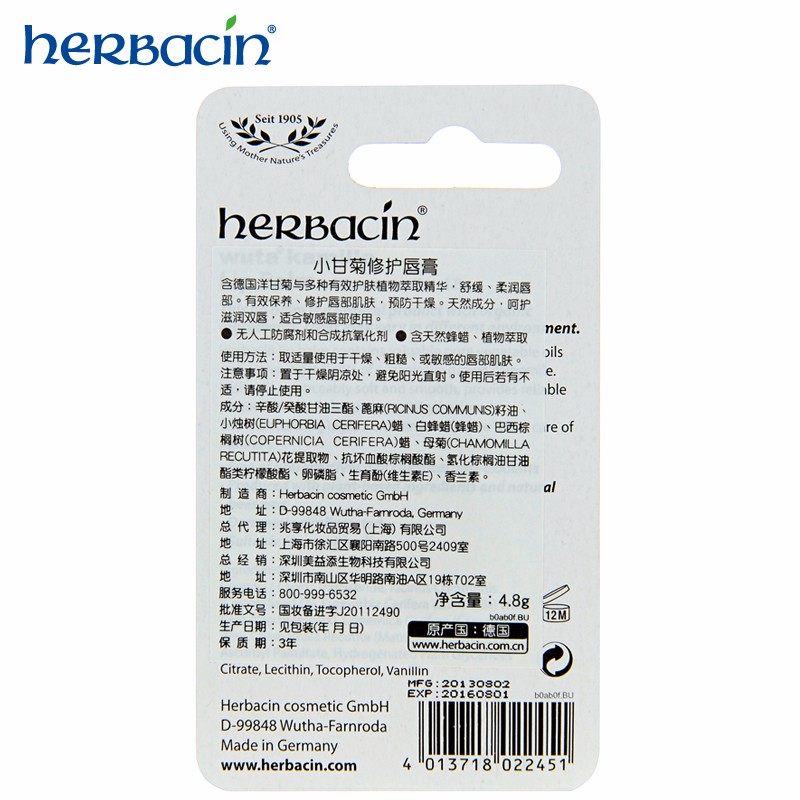 herbacin®
Seit 1905
Using Mother Nature's Treasures
herbacin®
小甘菊修护唇膏
含德国洋甘菊与多种有效护肤植物萃取精华，舒缓、柔润唇
部。有效保养、修护唇部肌肤，预防干燥。天然成分，呵护
滋润双唇，适合敏感唇部使用。
● 无人工防腐剂和合成抗氧化剂 ● 含天然蜂蜡、植物萃取
ment.
使用方法：取适量使用于干燥、粗糙、或敏感的唇部肌肤。
oils
注意事项：置于干燥阴凉处，避免阳光直射。使用后若有不
e.
适，请停止使用。
able
成分：辛酸/癸酸甘油三酯、蓖麻(RICINUS COMMUNIS)籽油、
小烛树(EUPHORBIA CERIFERA)蜡、白蜂蜡(蜂蜡)、巴西棕
re of
榈树(COPERNICIA CERIFERA)蜡、母菊(CHAMOMILLA
RECUTITA)花提取物、抗坏血酸棕榈酸酯、氢化棕榈油甘油
酯类柠檬酸酯、卵磷脂、生育酚(维生素E)、香兰素。
al
制造商：Herbacin cosmetic GmbH
地址：D-99848 Wutha-Farnroda, Germany
总代理：兆享化妆品贸易(上海)有限公司
地址：上海市徐汇区襄阳南路500号2409室
总经销：深圳美益添生物科技有限公司
地址：深圳市南山区华明路南油A区19栋702室
服务电话：800-999-6532
净含量：4.8g
批准文号：国妆备进字J20112490
b0ab0f.BU
12M
生产日期：见包装(年 月 日)
原产国：德国
保质期：3年
www.herbacin.com.cn
Citrate, Lecithin, Tocopherol, Vanillin
MFG:20130802
EXP:20160801
b0ab0f.BU
Herbacin cosmetic GmbH
D-99848 Wutha-Farnroda
Made in Germany
www.herbacin.com
4 013718 022451